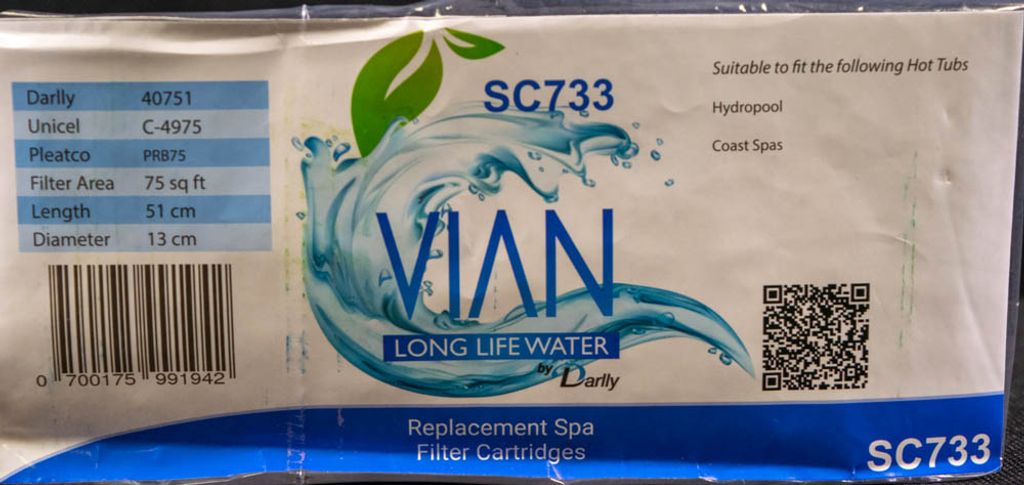 Darlly 40751
Unicel C-4975
Pleatco PRB75
Filter Area 75 sq ft
Length 51 cm
Diameter 13 cm
0 700175 991942
SC733
VIAN
LONG LIFE WATER
by Darlly
Replacement Spa
Filter Cartridges
Suitable to fit the following Hot Tubs
Hydropool
Coast Spas
SC733